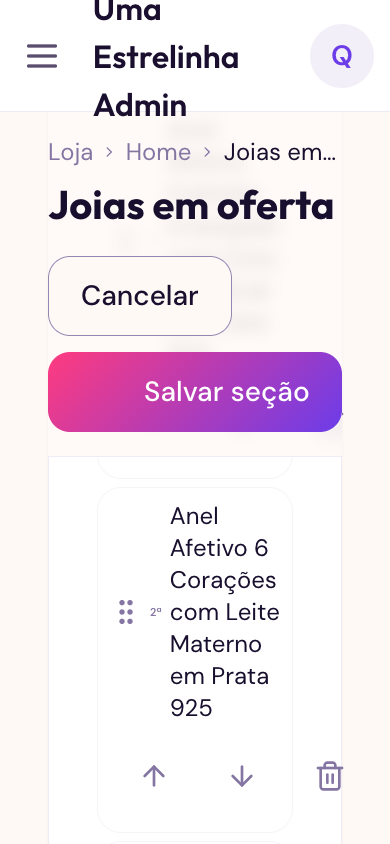 Uma
Estrelinha
Admin
Q
Loja > Home > Joias em...
Joias em oferta
Cancelar
Salvar seção
Anel
Afetivo 6
Corações
2º com Leite
Materno
em Prata
925